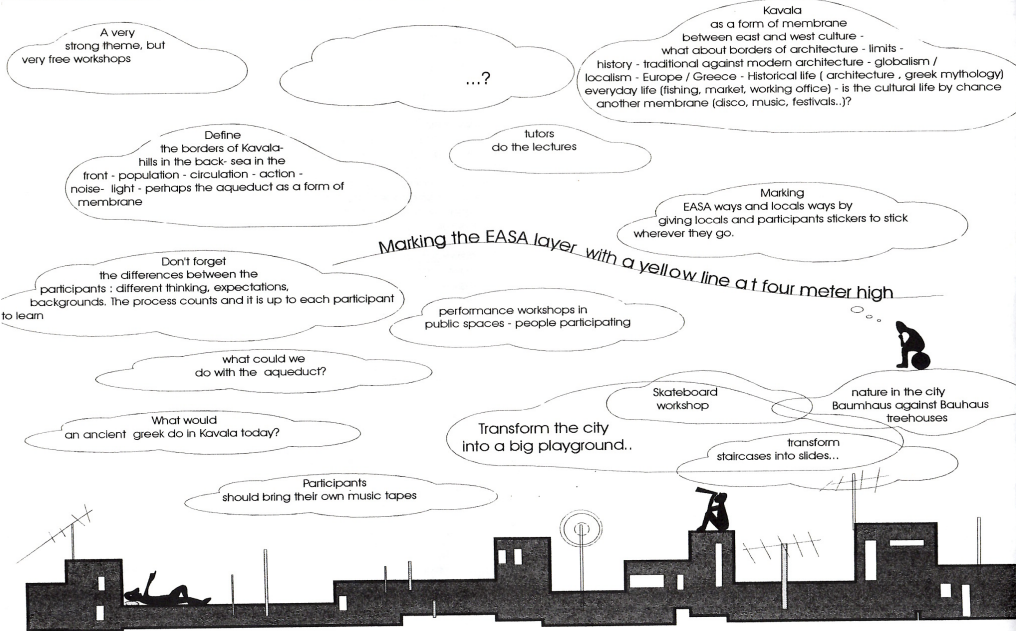 A very
strong theme, but
very free workshops
...?
Kavala
as a form of membrane
between east and west culture -
what about borders of architecture - limits -
history - traditional against modern architecture - globalism /
localism - Europe / Greece - Historical life ( architecture , greek mythology)
everyday life (fishing, market, working office) - is the cultural life by chance
another membrane (disco, music, festivals..)?
Define
the borders of Kavala-
hills in the back- sea in the
front - population - circulation - action -
noise- light - perhaps the aqueduct as a form of
membrane
tutors
do the lectures
Marking
EASA ways and locals ways by
giving locals and participants stickers to stick
wherever they go.
Marking the EASA layer with a yellow line at four meter high
Don't forget
the differences between the
participants : different thinking, expectations,
backgrounds. The process counts and it is up to each participant
to learn
performance workshops in
public spaces - people participating
what could we
do with the aqueduct?
Skateboard
workshop
nature in the city
Baumhaus against Bauhaus
treehouses
What would
an ancient greek do in Kavala today?
Transform the city
into a big playground..
transform
staircases into slides...
Participants
should bring their own music tapes